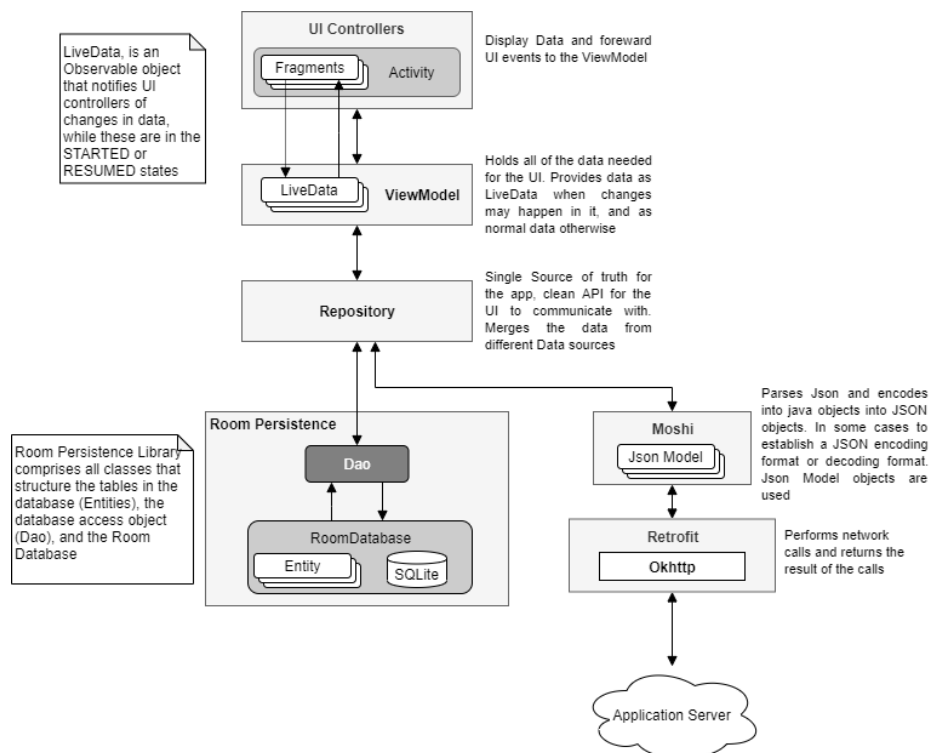 UI Controllers
Fragments
Activity
Display Data and foreward
UI events to the ViewModel
LiveData, is an
Observable object
that notifies UI
controllers of
changes in data,
while these are in the
STARTED or
RESUMED states
LiveData
ViewModel
Holds all of the data needed
for the UI. Provides data as
LiveData when changes
may happen in it, and as
normal data otherwise
Repository
Single Source of truth for
the app, clean API for the
UI to communicate with.
Merges the data from
different Data sources
Room Persistence
Dao
RoomDatabase
Entity
SQLite
Room Persistence Library
comprises all classes that
structure the tables in the
database (Entities), the
database access object
(Dao), and the Room
Database
Moshi
Json Model
Parses Json and encodes
into java objects into JSON
objects. In some cases to
establish a JSON encoding
format or decoding format.
Json Model objects are
used
Retrofit
Okhttp
Performs network
calls and returns the
result of the calls
Application Server